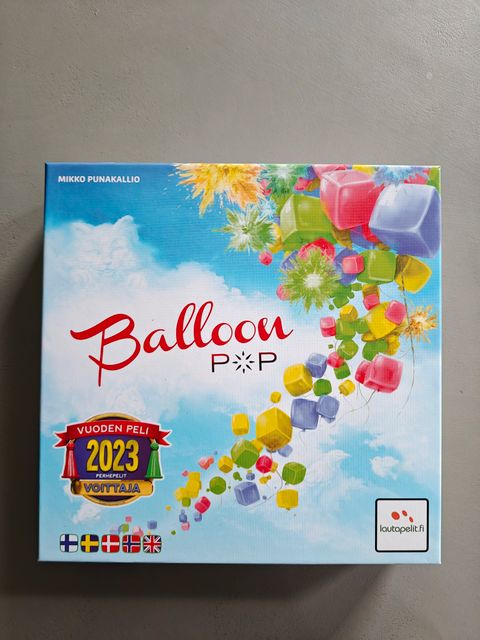 MIKKO PUNAKALLIO
Balloon
POP
VUODEN PELI
2023
PERHEPELIT
VOITTAJA
lautapelit.fi